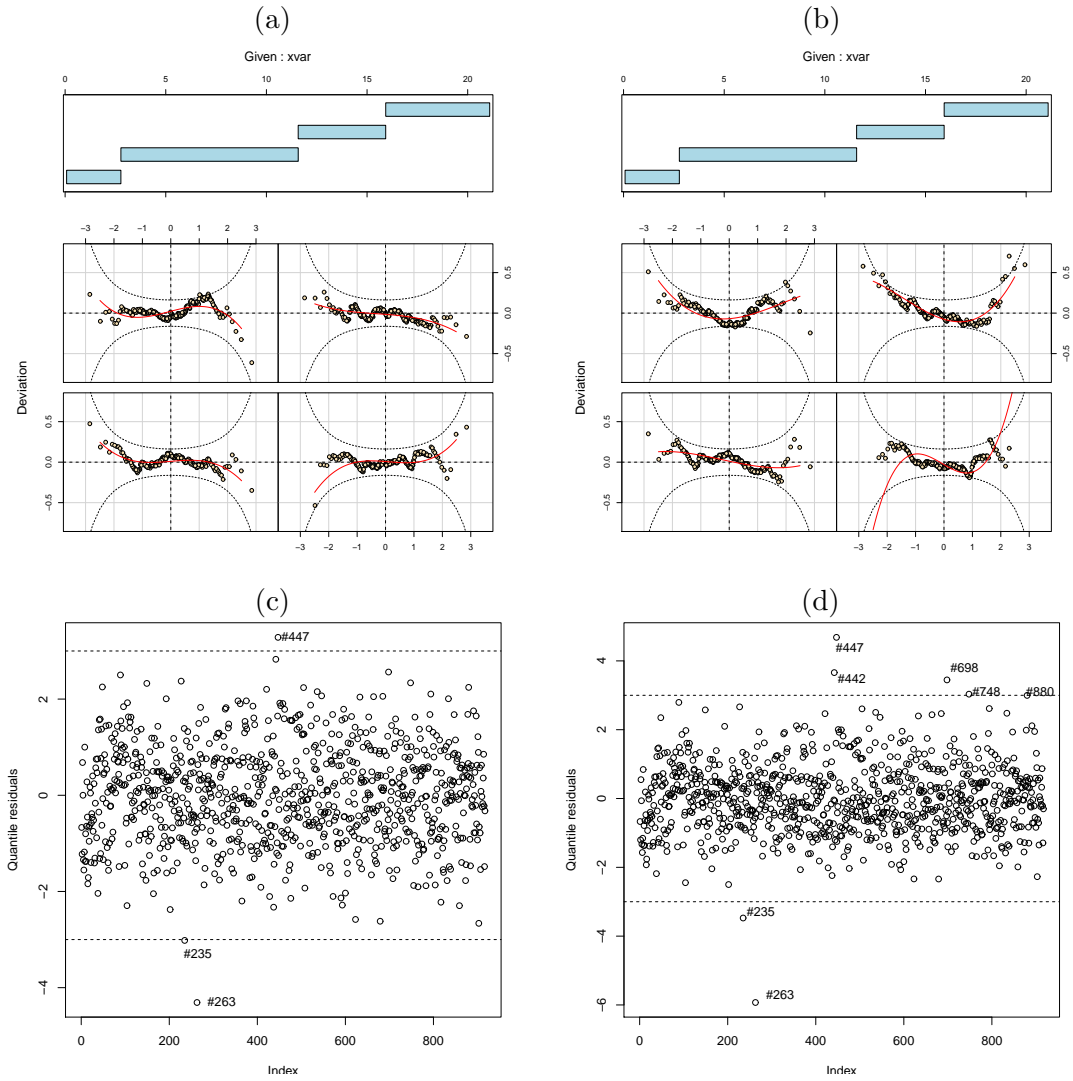 (a)
Given : xvar
0 5 10 15 20
−3 −2 −1 0 1 2 3
0.5
0.0
−0.5
Deviation
0.5
0.0
−0.5
−3 −2 −1 0 1 2 3
(b)
Given : xvar
0 5 10 15 20
−3 −2 −1 0 1 2 3
0.5
0.0
−0.5
Deviation
0.5
0.0
−0.5
−3 −2 −1 0 1 2 3
(c)
#447
2
0
−2
−4
Quantile residuals
#235
#263
0 200 400 600 800
Index
(d)
#447
#442
#698
#748
#880
4
2
0
−2
−4
−6
Quantile residuals
#235
#263
0 200 400 600 800
Index